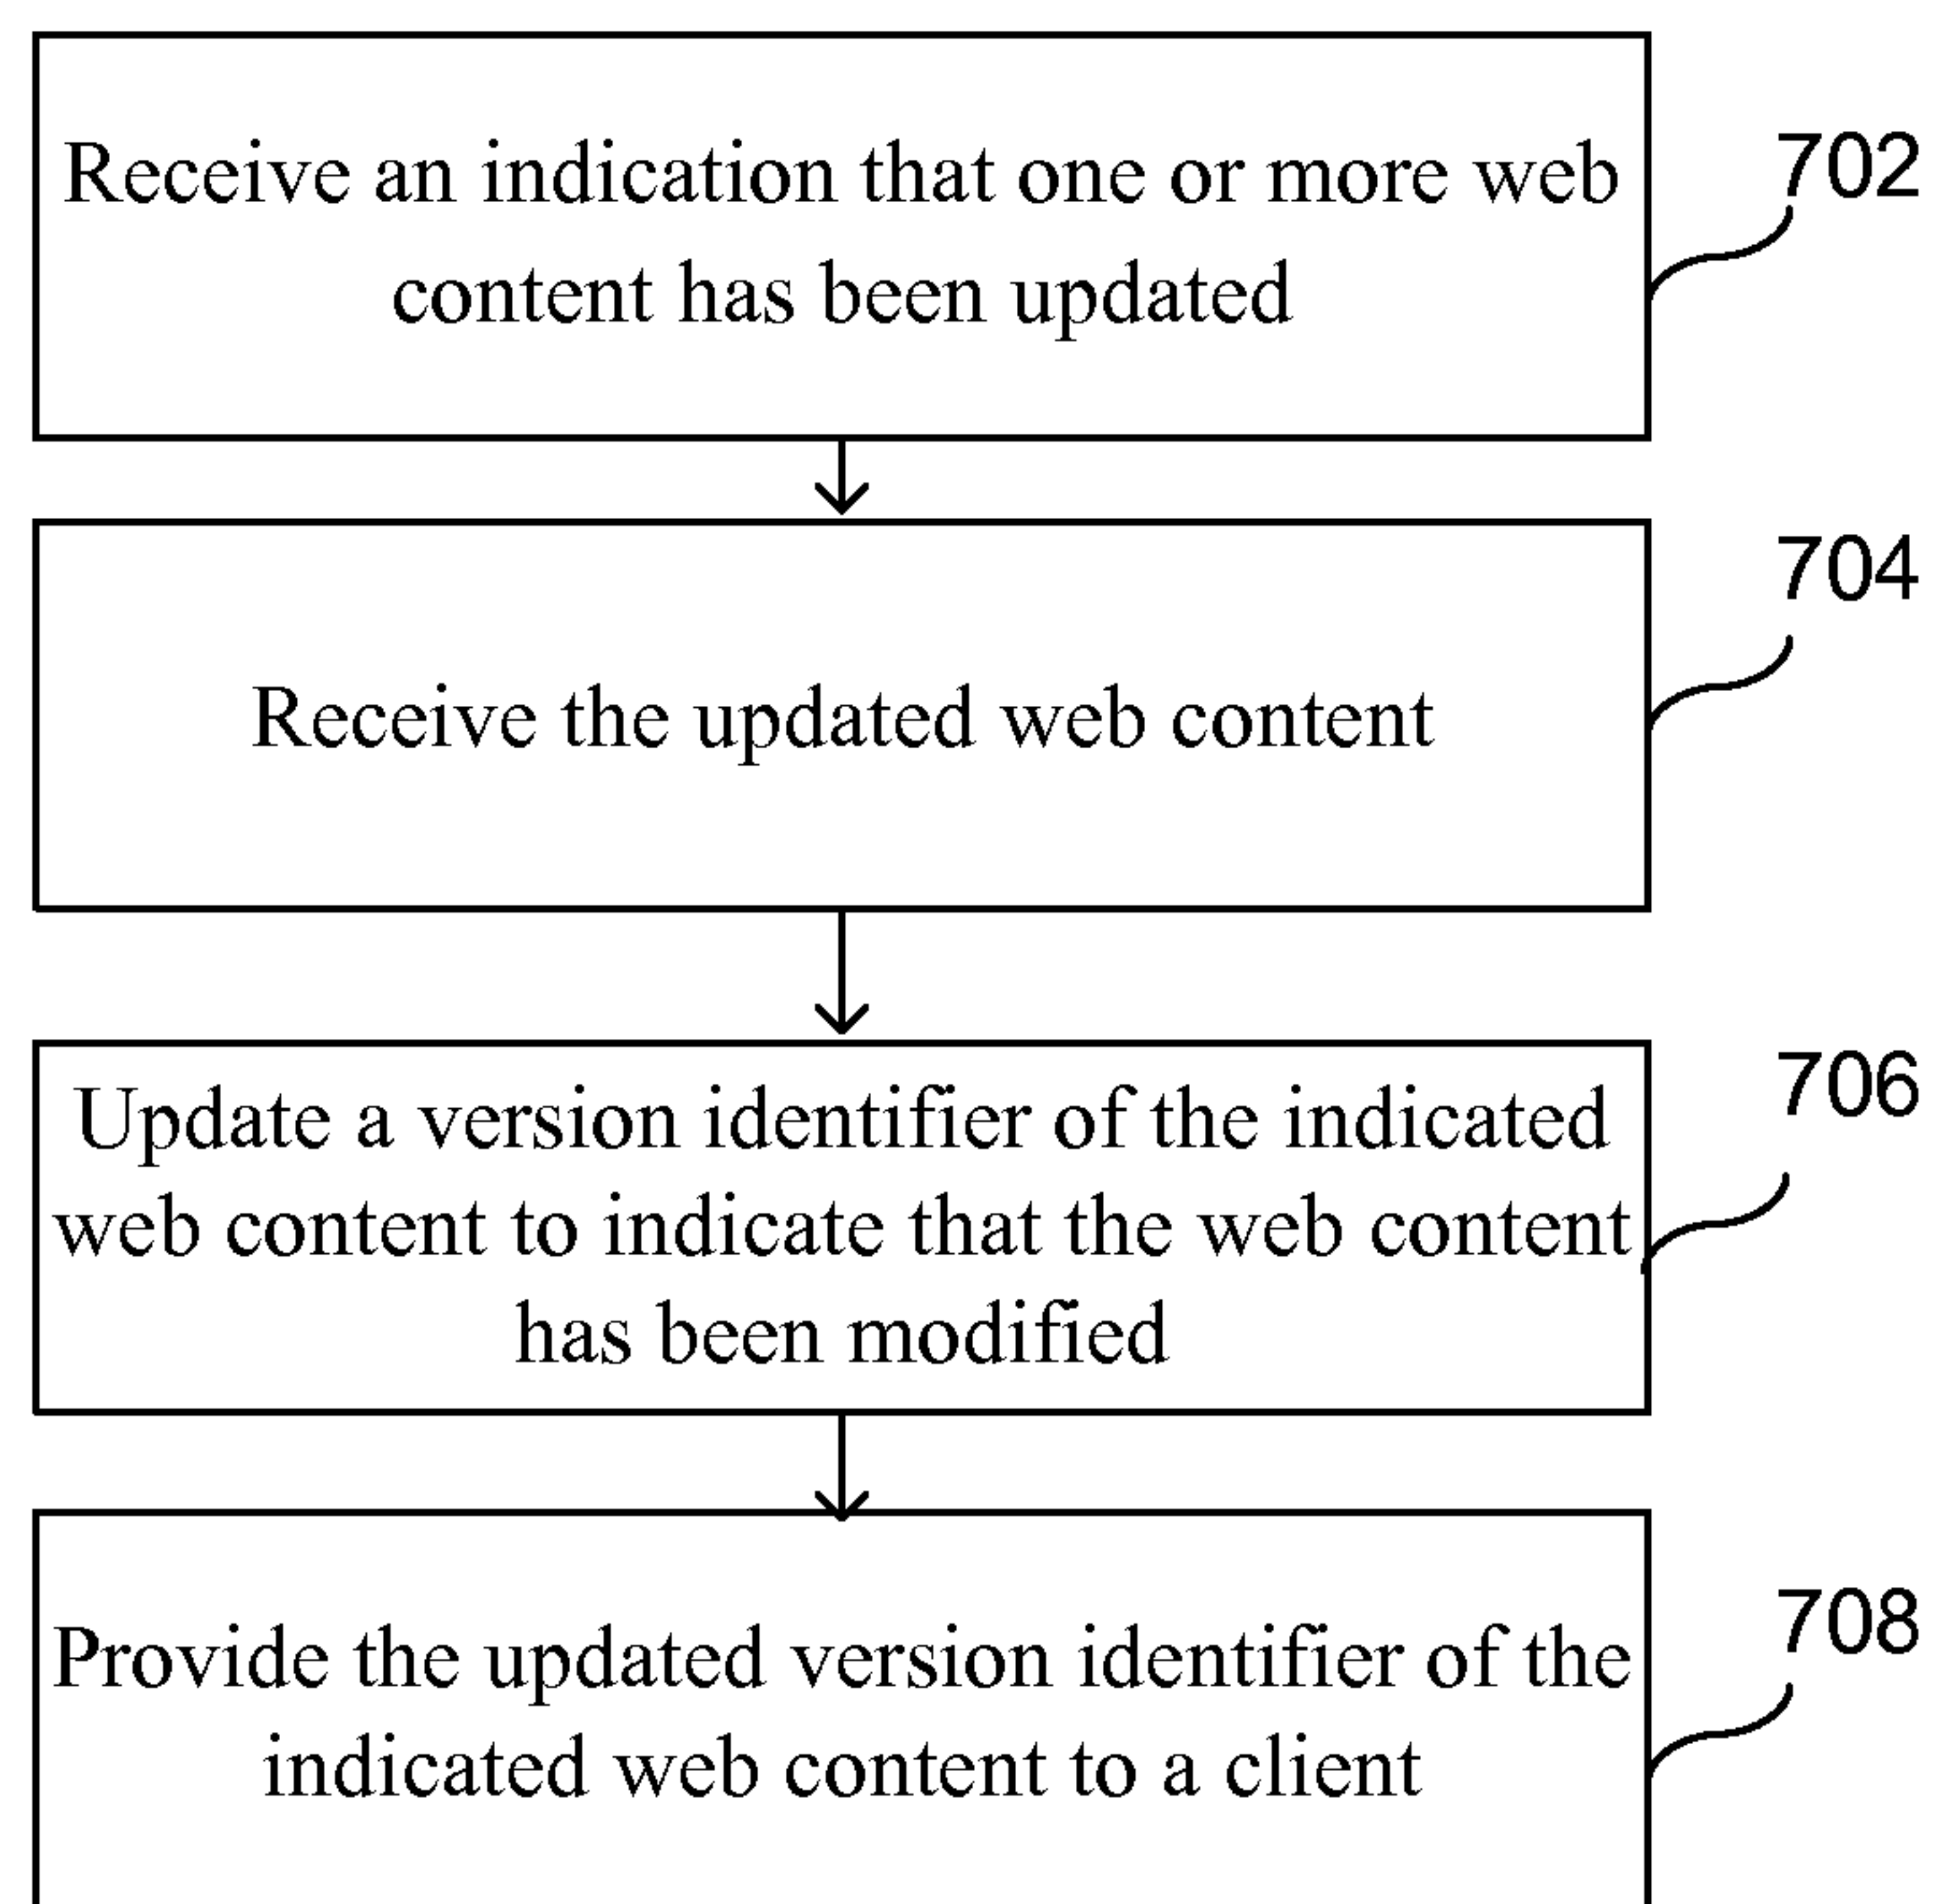 Receive an indication that one or more web
content has been updated
702
Receive the updated web content
704
Update a version identifier of the indicated
web content to indicate that the web content
has been modified
706
Provide the updated version identifier of the
indicated web content to a client
708